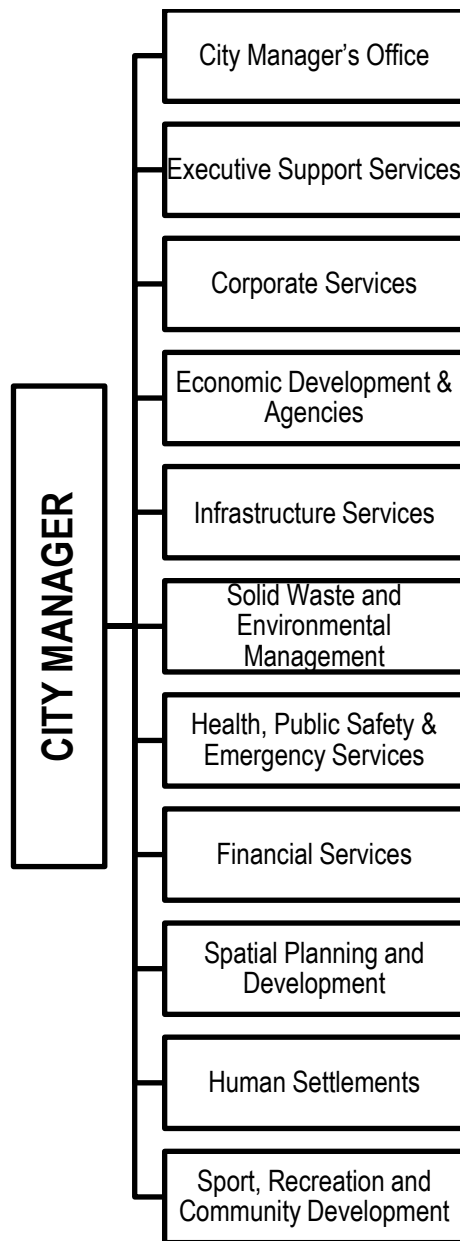 City Manager’s Office
Executive Support Services
Corporate Services
Economic Development &
Agencies
Infrastructure Services
CITY MANAGER
Solid Waste and
Environmental
Management
Health, Public Safety &
Emergency Services
Financial Services
Spatial Planning and
Development
Human Settlements
Sport, Recreation and
Community Development